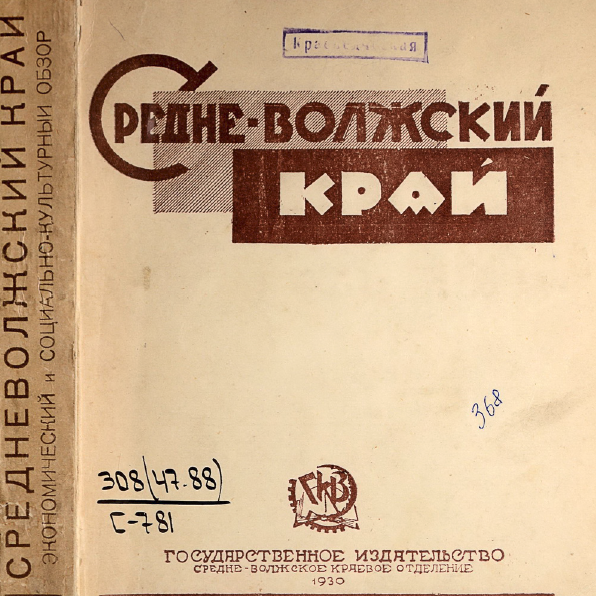 СРЕДНЕВОЛЖСКИЙ КРАЙ
ЭКОНОМИЧЕСКИЙ и СОЦИАЛЬНО-КУЛЬТУРНЫЙ ОБЗОР
СРЕДНЕ-ВОЛЖСКИЙ
КРАЙ
368
308(47.88)
С-781
ГОСУДАРСТВЕННОЕ ИЗДАТЕЛЬСТВО
СРЕДНЕ-ВОЛЖСКОЕ КРАЕВОЕ ОТДЕЛЕНИЕ
1930